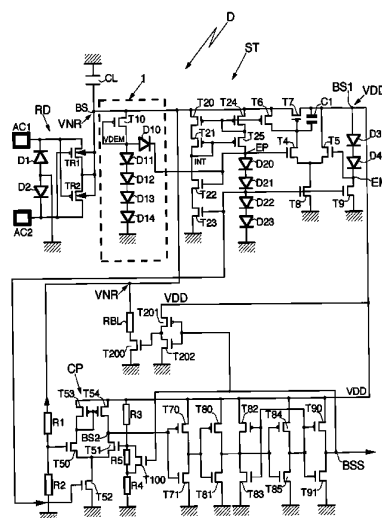 D
ST
CL
1
BS
BS1
VDD
RD
VNR
T10
T20
T24
T6
T7
C1
AC1
VDEM
D10
T21
T25
D3
D1
TR1
D11
INT
EP
T4
T5
D4
D12
D20
D2
TR2
D13
T22
D21
AC2
D14
D22
T8
T9
T23
D23
VNR
VDD
T201
RBL
T200
T202
CP
VDD
T53
T54
R1
R3
T70
T80
T82
T84
T90
BS2
T51
R5
T50
T100
BSS
R2
T52
R4
T71
T81
T83
T85
T91